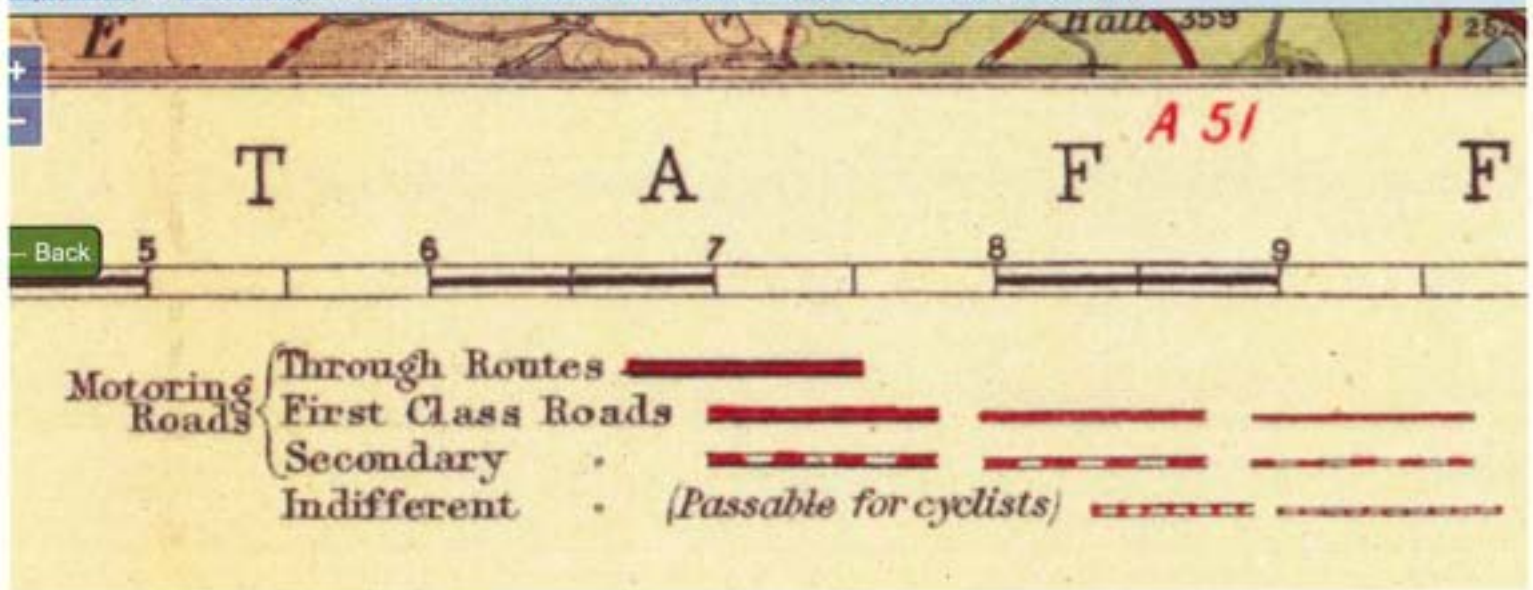 E Hall 359
+
–
A 51
T A F F
← Back 5 6 7 8 9
Motoring Roads
Through Routes
First Class Roads
Secondary "
Indifferent " (Passable for cyclists)